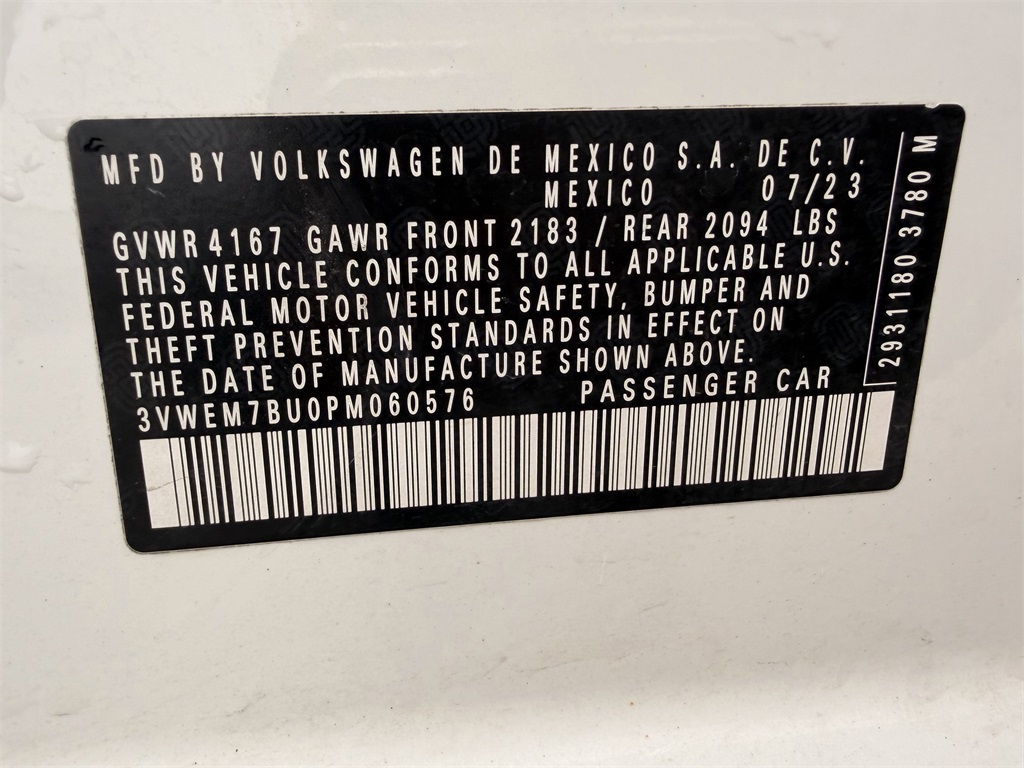 MFD BY VOLKSWAGEN DE MEXICO S.A. DE C.V.
MEXICO 07/23
GVWR 4167 GAWR FRONT 2183 / REAR 2094 LBS
THIS VEHICLE CONFORMS TO ALL APPLICABLE U.S.
FEDERAL MOTOR VEHICLE SAFETY, BUMPER AND
THEFT PREVENTION STANDARDS IN EFFECT ON
THE DATE OF MANUFACTURE SHOWN ABOVE.
3VWEM7BU0PM060576 PASSENGER CAR
2931180 3780 M